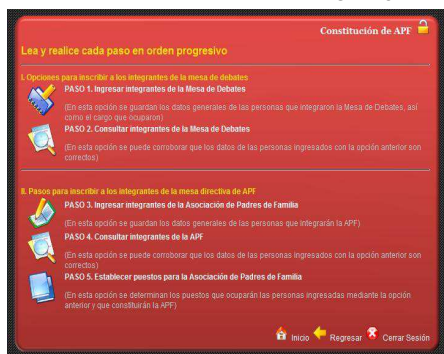 Constitución de APF
Lea y realice cada paso en orden progresivo
I. Opciones para inscribir a los integrantes de la mesa de debates
PASO 1. Ingresar integrantes de la Mesa de Debates
(En esta opción se guardan los datos generales de las personas que integraron la Mesa de Debates, así
como el cargo que ocuparon)
PASO 2. Consultar integrantes de la Mesa de Debates
(En esta opción se puede corroborar que los datos de las personas ingresados con la opción anterior son
correctos)
II. Pasos para inscribir a los integrantes de la mesa directiva de APF
PASO 3. Ingresar integrantes de la Asociación de Padres de Familia
(En esta opción se guardan los datos generales de las personas que integrarán la APF)
PASO 4. Consultar integrantes de la APF
(En esta opción se puede corroborar que los datos de las personas ingresados con la opción anterior son
correctos)
PASO 5. Establecer puestos para la Asociación de Padres de Familia
(En esta opción se determinan los puestos que ocuparán las personas ingresadas mediante la opción
anterior y que constituirán la APF)
Inicio Regresar Cerrar Sesión